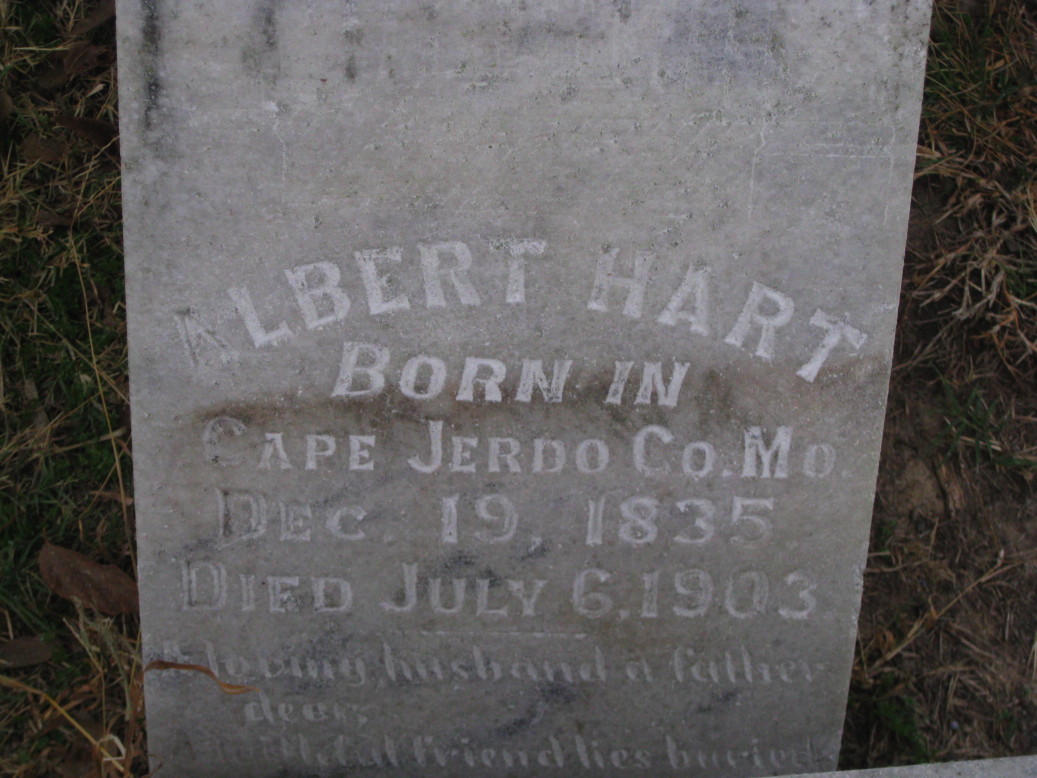 ALBERT HART
BORN IN
CAPE JERDO CO. MO.
DEC. 19, 1835
DIED JULY 6, 1903
A loving husband a father
dear,
A faithful friend lies buried